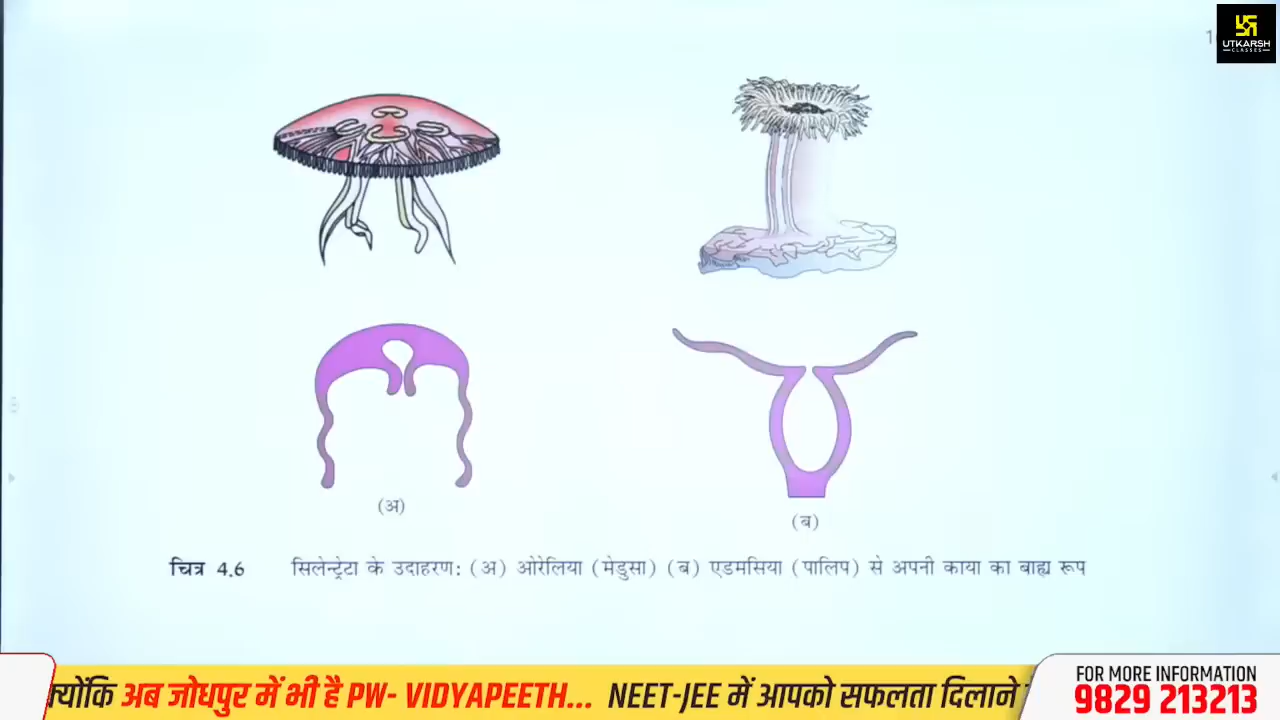 UTKARSH
CLASSES
(अ)
(ब)
चित्र 4.6 सिलेन्ट्रेटा के उदाहरण: (अ) ओरेलिया (मेडुसा) (ब) एडमसिया (पालिप) से अपनी काया का बाह्य रूप
क्योंकि अब जोधपुर में भी है PW- VIDYAPEETH... NEET-JEE में आपको सफलता दिलाने
FOR MORE INFORMATION
9829 213213